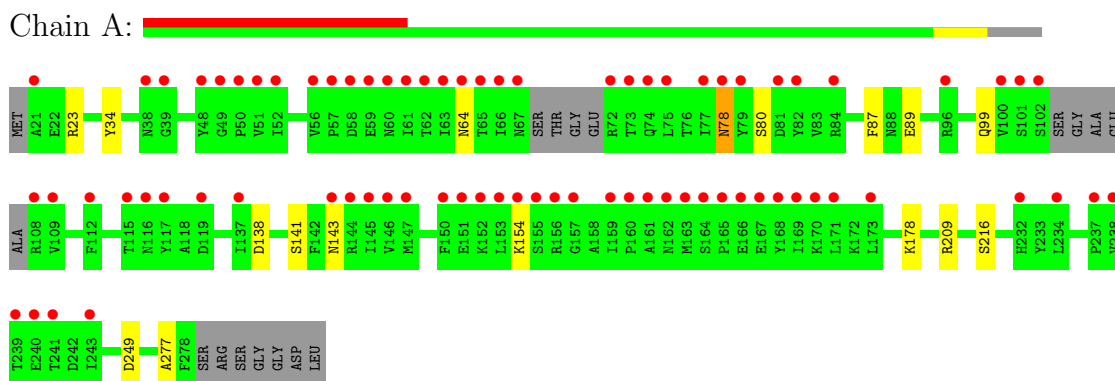 Chain A:
MET A21 E22 R23 Y34 N38 G39 Y48 G49 P50 V51 I52 V56 P57 D58 E59 N60 I61 T62 I63 N64 T65 I66 N67 SER THR GLY GLU R72 T73 Q74 L75 T76 I77 N78 Y79 S80 D81 Y82 V83 R84 F87 N88 E89 R96 Q99 V100 S101 S102 SER GLY ALA GLU
ALA R108 V109 F112 T115 N116 Y117 A118 D119 I137 D138 S141 F142 N143 R144 I145 V146 M147 F150 E151 K152 L153 K154 S155 R156 G157 A158 I159 P160 A161 N162 M163 S164 P165 E166 E167 Y168 I169 K170 L171 K172 L173 K178 R209 S216 H232 Y233 L234 P237 V238
T239 E240 T241 D242 I243 D249 A277 F278 SER ARG SER GLY GLY ASP LEU